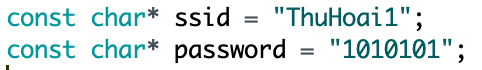 const char* ssid = "ThuHoai1";
const char* password = "1010101";